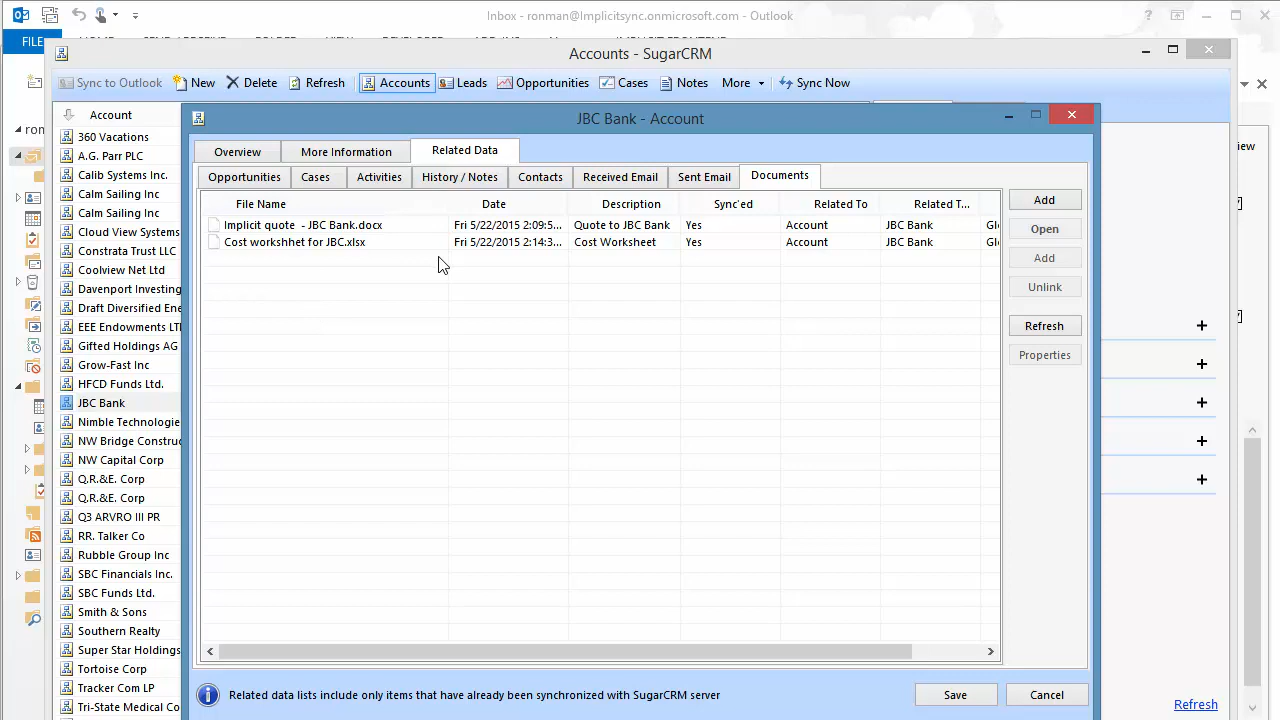 Inbox - ronman@Implicitsync.onmicrosoft.com - Outlook
FILE
Accounts - SugarCRM
Sync to Outlook New Delete Refresh Accounts Leads Opportunities Cases Notes More Sync Now
Account
360 Vacations
A.G. Parr PLC
Calib Systems Inc.
Calm Sailing Inc
Calm Sailing Inc
Cloud View Systems
Constrata Trust LLC
Coolview Net Ltd
Davenport Investing
Draft Diversified Ene
EEE Endowments LTD
Gifted Holdings AG
Grow-Fast Inc
HFCD Funds Ltd.
JBC Bank
Nimble Technologie
NW Bridge Construc
NW Capital Corp
Q.R.&E. Corp
Q.R.&E. Corp
Q3 ARVRO III PR
RR. Talker Co
Rubble Group Inc
SBC Financials Inc.
SBC Funds Ltd.
Smith & Sons
Southern Realty
Super Star Holdings
Tortoise Corp
Tracker Com LP
Tri-State Medical Co
ron
JBC Bank - Account
Overview More Information Related Data
Opportunities Cases Activities History / Notes Contacts Received Email Sent Email Documents
File Name Date Description Sync'ed Related To Related T...
Implicit quote - JBC Bank.docx Fri 5/22/2015 2:09:5... Quote to JBC Bank Yes Account JBC Bank Glo
Cost workshhet for JBC.xlsx Fri 5/22/2015 2:14:3... Cost Worksheet Yes Account JBC Bank Glo
Add
Open
Add
Unlink
Refresh
Properties
Related data lists include only items that have already been synchronized with SugarCRM server
Save Cancel
iew
Refresh